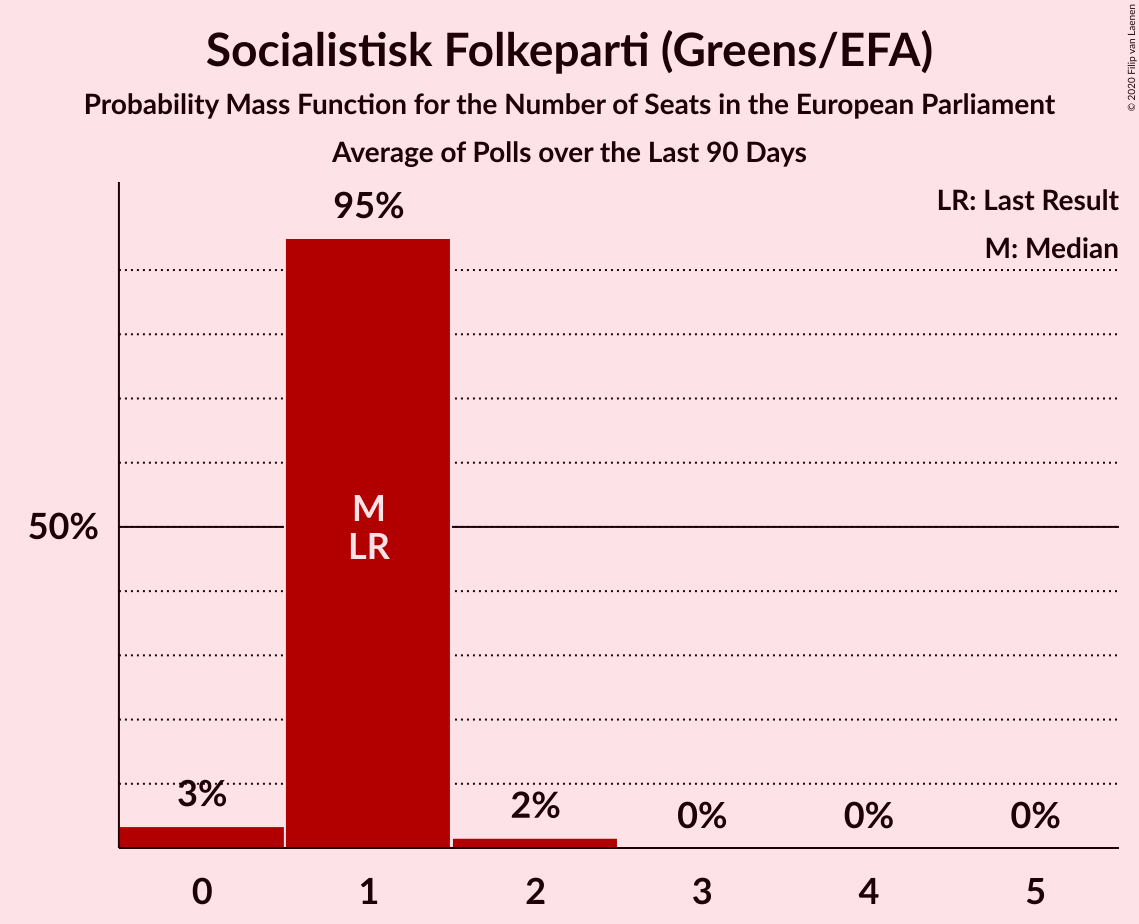 Socialistisk Folkeparti (Greens/EFA)
Probability Mass Function for the Number of Seats in the European Parliament
Average of Polls over the Last 90 Days
© 2020 Filip van Laenen
LR: Last Result
M: Median
95%
50%
M
LR
3%
2%
0%
0%
0%
0
1
2
3
4
5